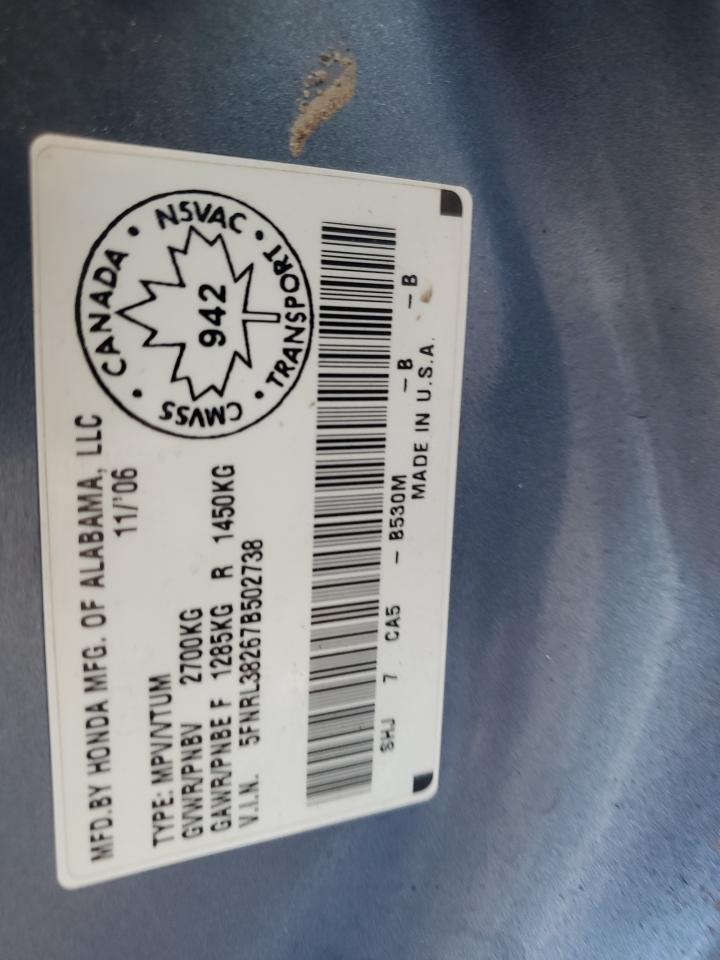 MFD.BY HONDA MFG. OF ALABAMA, LLC
11/'06
TYPE: MPV/VTUM
GVWR/PNBV 2700KG
GAWR/PNBE F 1285KG R 1450KG
V.I.N. 5FNRL38267B502738
CANADA • NSVAC • TRANSPORT • CMVSS •
942
SHJ 7 CA5 - B530M - B - B
MADE IN U.S.A.